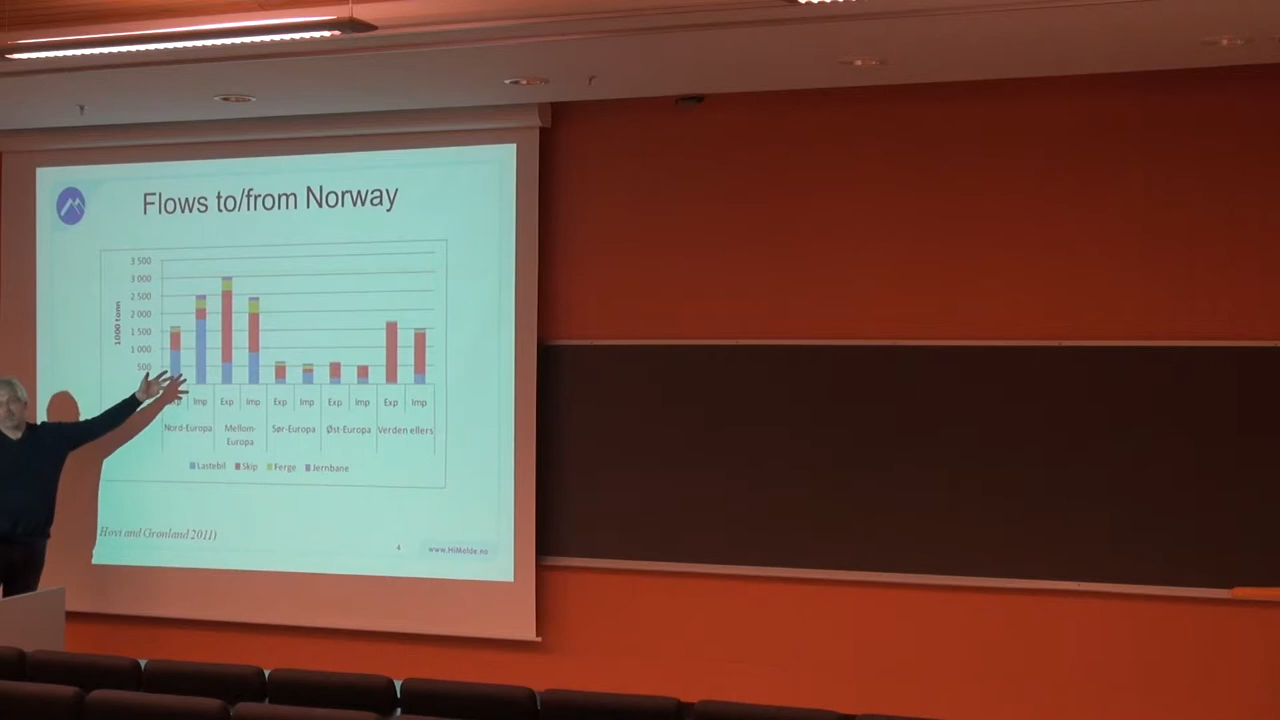 Flows to/from Norway
3 500
3 000
2 500
2 000
1 500
1 000
500
1000 tonn
Exp Imp Exp Imp Exp Imp Exp Imp Exp Imp
Nord-Europa Mellom-Europa Sør-Europa Øst-Europa Verden ellers
Lastebil Skip Ferge Jernbane
Hovi and Grønland 2011)
4 www.HiMolde.no